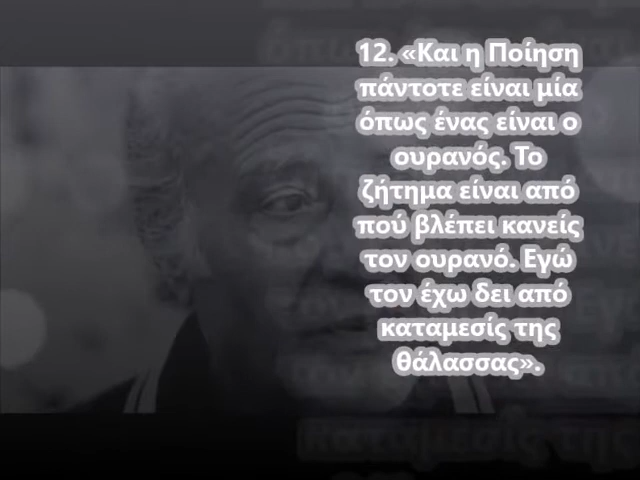 12. «Και η Ποίηση
πάντοτε είναι μία
όπως ένας είναι ο
ουρανός. Το
ζήτημα είναι από
πού βλέπει κανείς
τον ουρανό. Εγώ
τον έχω δει από
καταμεσίς της
θάλασσας».